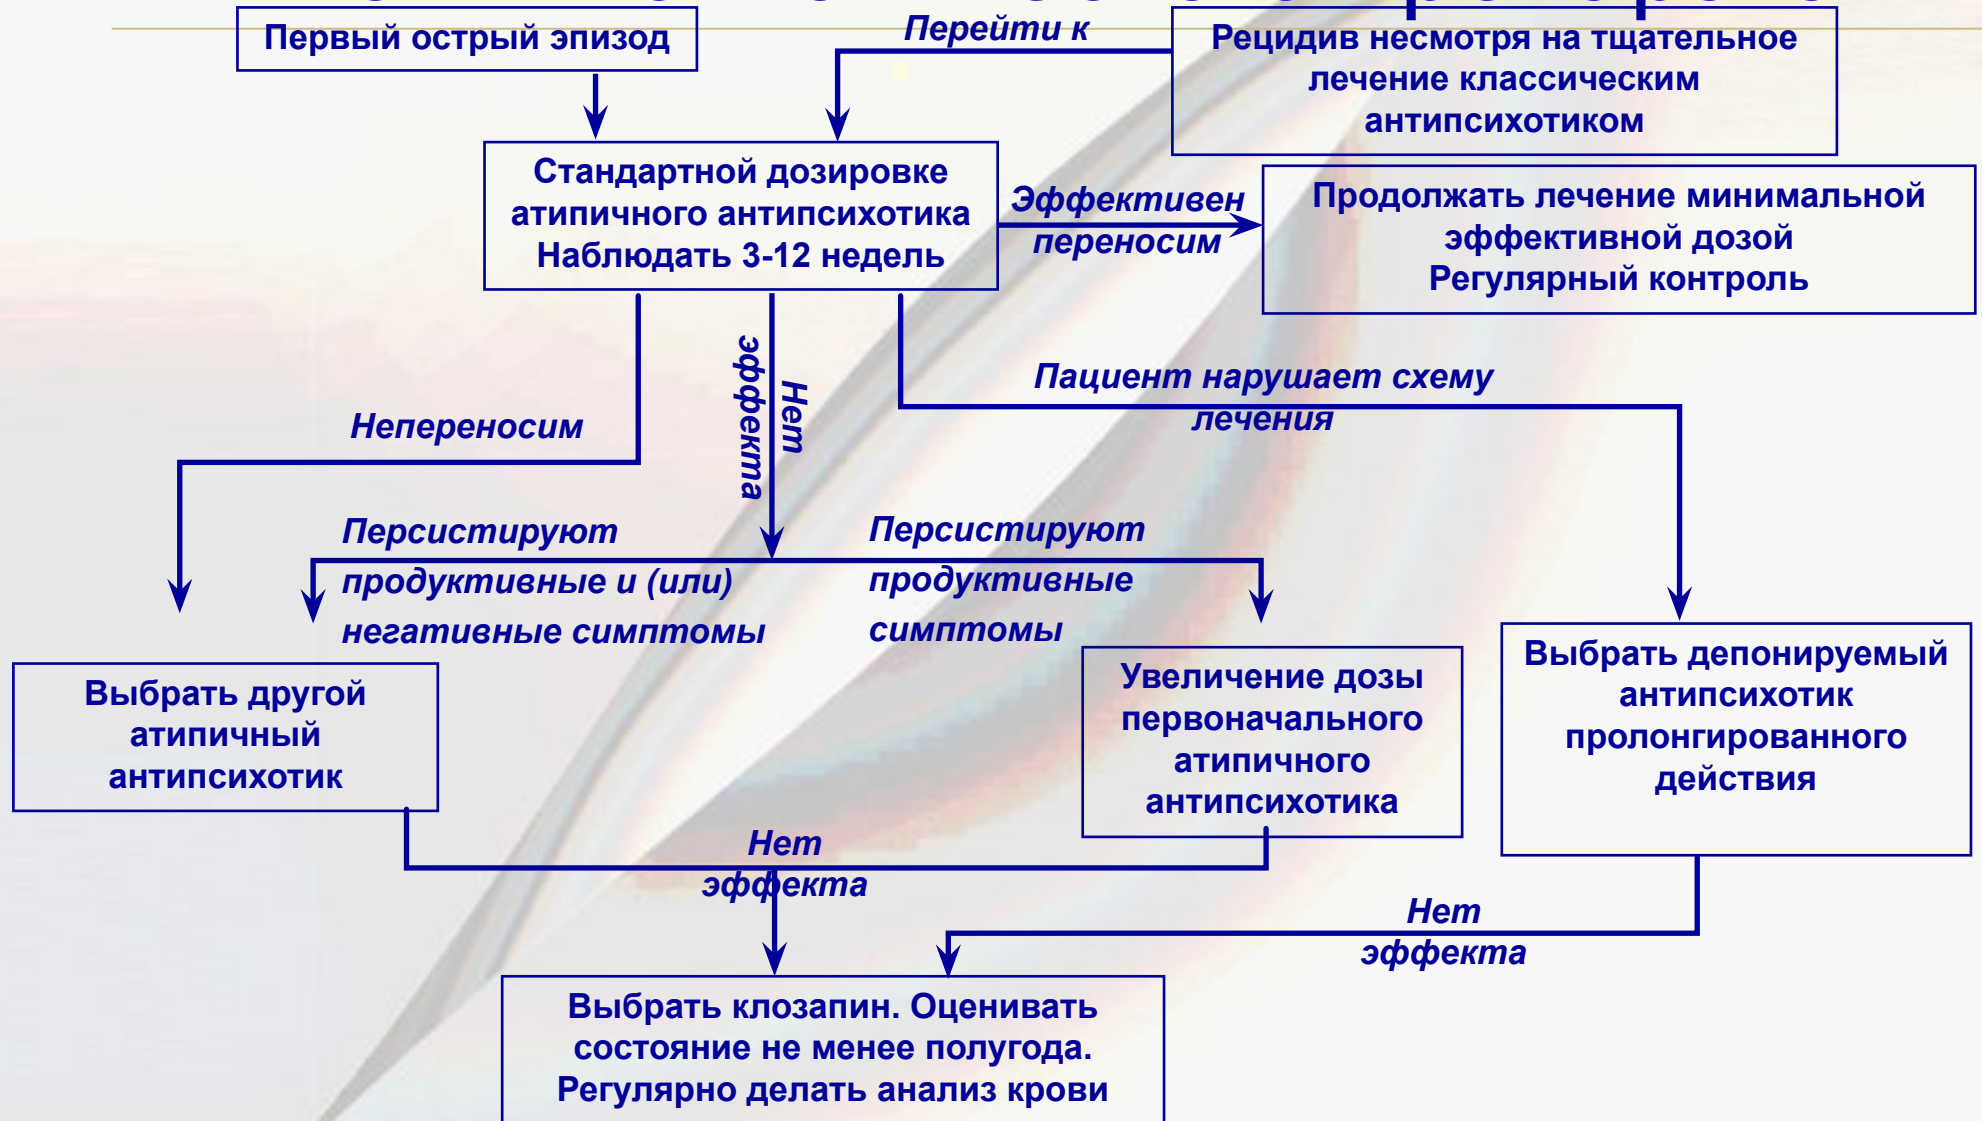 Первый острый эпизод
Перейти к
Рецидив несмотря на тщательное
лечение классическим
антипсихотиком
Стандартной дозировке
атипичного антипсихотика
Наблюдать 3-12 недель
Эффективен
переносим
Продолжать лечение минимальной
эффективной дозой
Регулярный контроль
Непереносим
Нет
эффекта
Пациент нарушает схему
лечения
Персистируют
продуктивные и (или)
негативные симптомы
Персистируют
продуктивные
симптомы
Выбрать другой
атипичный
антипсихотик
Увеличение дозы
первоначального
атипичного
антипсихотика
Выбрать депонируемый
антипсихотик
пролонгированного
действия
Нет
эффекта
Нет
эффекта
Выбрать клозапин. Оценивать
состояние не менее полугода.
Регулярно делать анализ крови